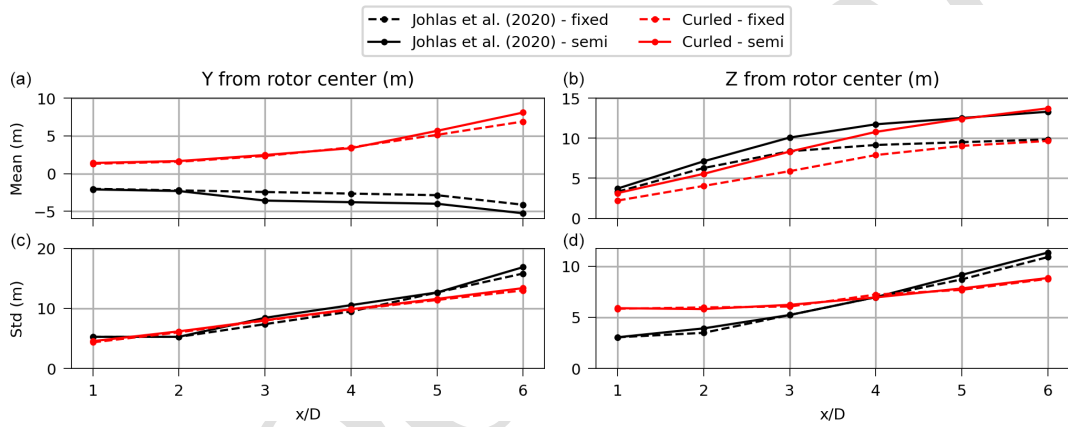 Johlas et al. (2020) - fixed Curled - fixed
Johlas et al. (2020) - semi Curled - semi
(a) Y from rotor center (m) (b) Z from rotor center (m)
10 15
5 10
0 5
−5 0
Mean (m)
(c) (d)
20 10
10 5
0 0
Std (m)
1 2 3 4 5 6 1 2 3 4 5 6
x/D x/D